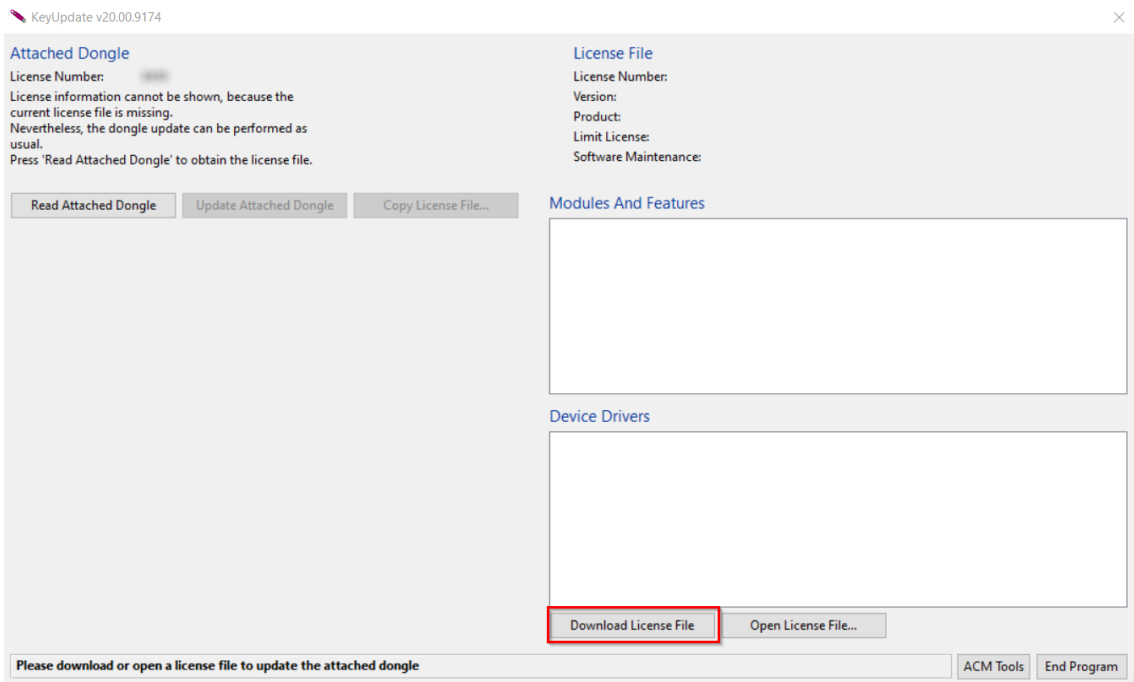 KeyUpdate v20.00.9174
Attached Dongle
License Number:
License information cannot be shown, because the
current license file is missing.
Nevertheless, the dongle update can be performed as
usual.
Press 'Read Attached Dongle' to obtain the license file.
Read Attached Dongle
Update Attached Dongle
Copy License File...
License File
License Number:
Version:
Product:
Limit License:
Software Maintenance:
Modules And Features
Device Drivers
Download License File
Open License File...
Please download or open a license file to update the attached dongle
ACM Tools
End Program